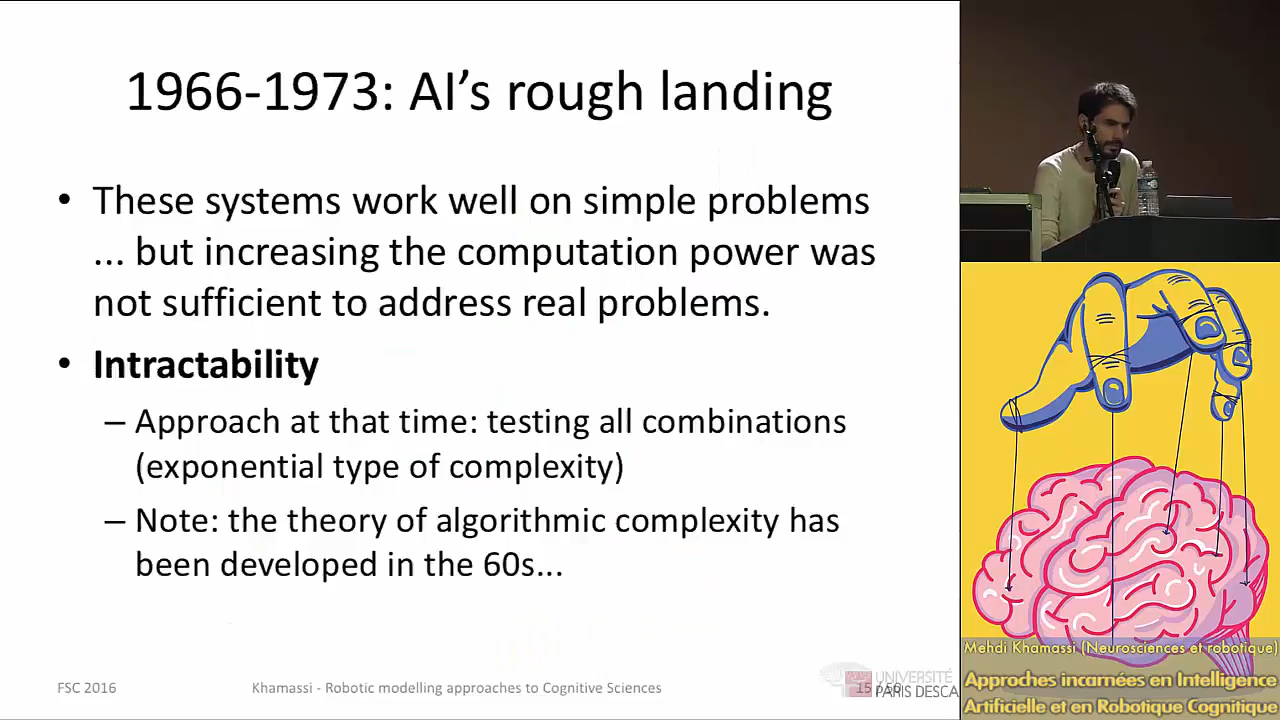 1966-1973: AI's rough landing
• These systems work well on simple problems
... but increasing the computation power was
not sufficient to address real problems.
• Intractability
– Approach at that time: testing all combinations
(exponential type of complexity)
– Note: the theory of algorithmic complexity has
been developed in the 60s...
FSC 2016
Khamassi - Robotic modelling approaches to Cognitive Sciences
15
UNIVERSITÉ
PARIS DESCA
Mehdi Khamassi (Neurosciences et robotique)
Approches incarnées en Intelligence
Artificielle et en Robotique Cognitique